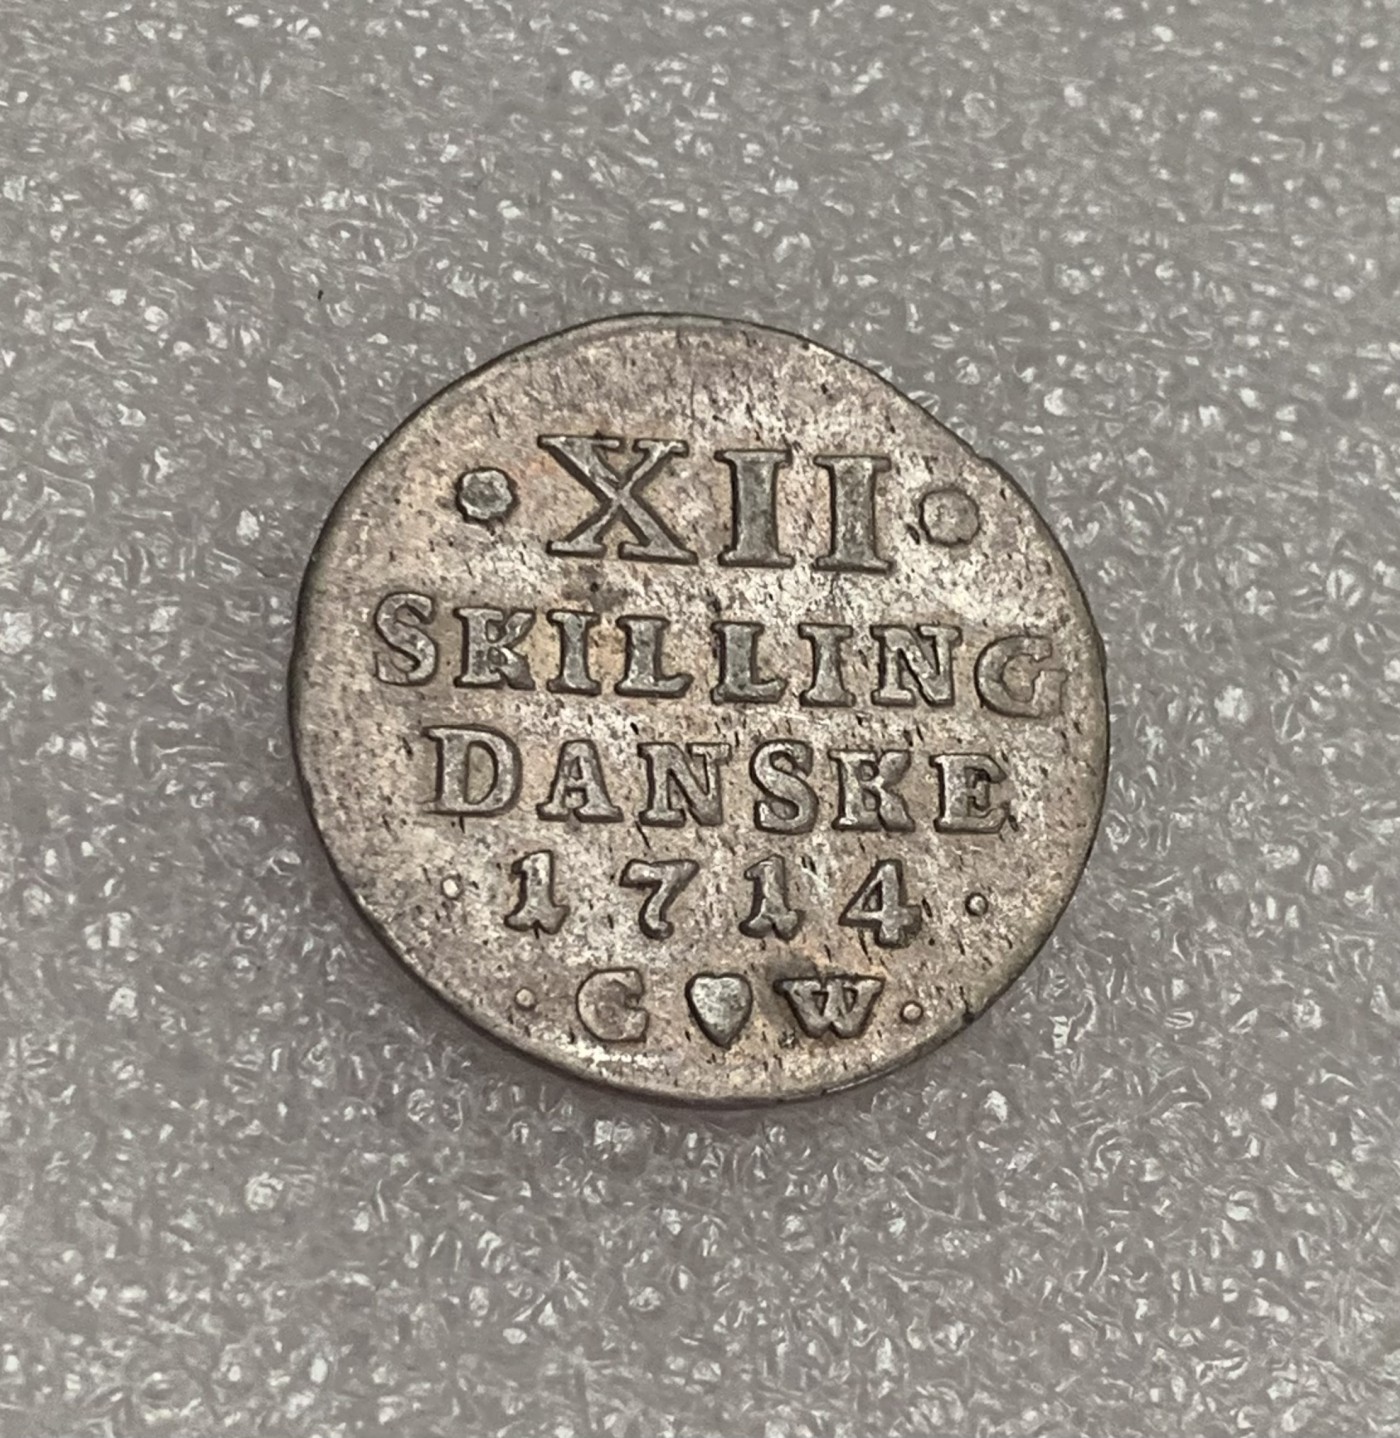 • XII •
SKILLING
DANSKE
· 1714 ·
· C ♥ W ·